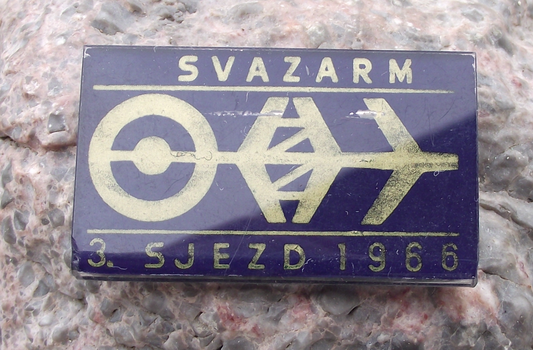 SVAZARM
3. SJEZD 1966